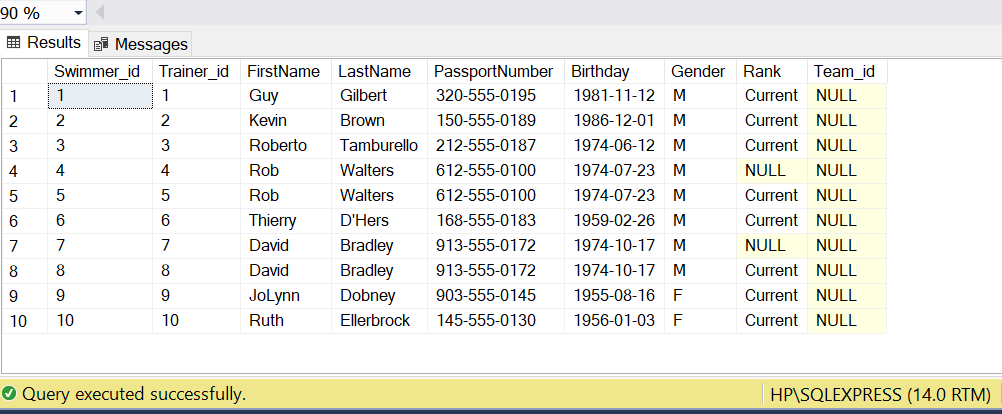 90 %
Results Messages
Swimmer_id Trainer_id FirstName LastName PassportNumber Birthday Gender Rank Team_id
1 1 1 Guy Gilbert 320-555-0195 1981-11-12 M Current NULL
2 2 2 Kevin Brown 150-555-0189 1986-12-01 M Current NULL
3 3 3 Roberto Tamburello 212-555-0187 1974-06-12 M Current NULL
4 4 4 Rob Walters 612-555-0100 1974-07-23 M NULL NULL
5 5 5 Rob Walters 612-555-0100 1974-07-23 M Current NULL
6 6 6 Thierry D'Hers 168-555-0183 1959-02-26 M Current NULL
7 7 7 David Bradley 913-555-0172 1974-10-17 M NULL NULL
8 8 8 David Bradley 913-555-0172 1974-10-17 M Current NULL
9 9 9 JoLynn Dobney 903-555-0145 1955-08-16 F Current NULL
10 10 10 Ruth Ellerbrock 145-555-0130 1956-01-03 F Current NULL
Query executed successfully. HP\SQLEXPRESS (14.0 RTM)